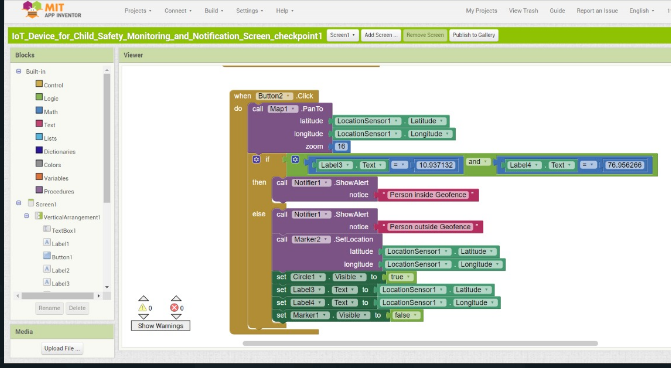 MIT
APP INVENTOR
Projects Connect Build Settings Help My Projects View Trash Guide Report an Issue English
IoT_Device_for_Child_Safety_Monitoring_and_Notification_Screen_checkpoint1 Screen1 Add Screen ... Remove Screen Publish to Gallery
Blocks
Viewer
Built-in
Control
Logic
Math
Text
Lists
Dictionaries
Colors
Variables
Procedures
Screen1
VerticalArrangement1
TextBox1
Label1
Button1
Label2
Label3
Rename Delete
Media
Upload File ...
when Button2 .Click
do call Map1 .PanTo
latitude LocationSensor1 . Latitude
longitude LocationSensor1 . Longitude
zoom 16
if Label3 . Text = 10.937132 and Label4 . Text = 76.956266
then call Notifier1 .ShowAlert
notice " Person inside Geofence "
else call Notifier1 .ShowAlert
notice " Person outside Geofence "
call Marker2 .SetLocation
latitude LocationSensor1 . Latitude
longitude LocationSensor1 . Longitude
set Circle1 . Visible to true
set Label3 . Text to LocationSensor1 . Latitude
set Label4 . Text to LocationSensor1 . Longitude
set Marker1 . Visible to false
0 0
Show Warnings